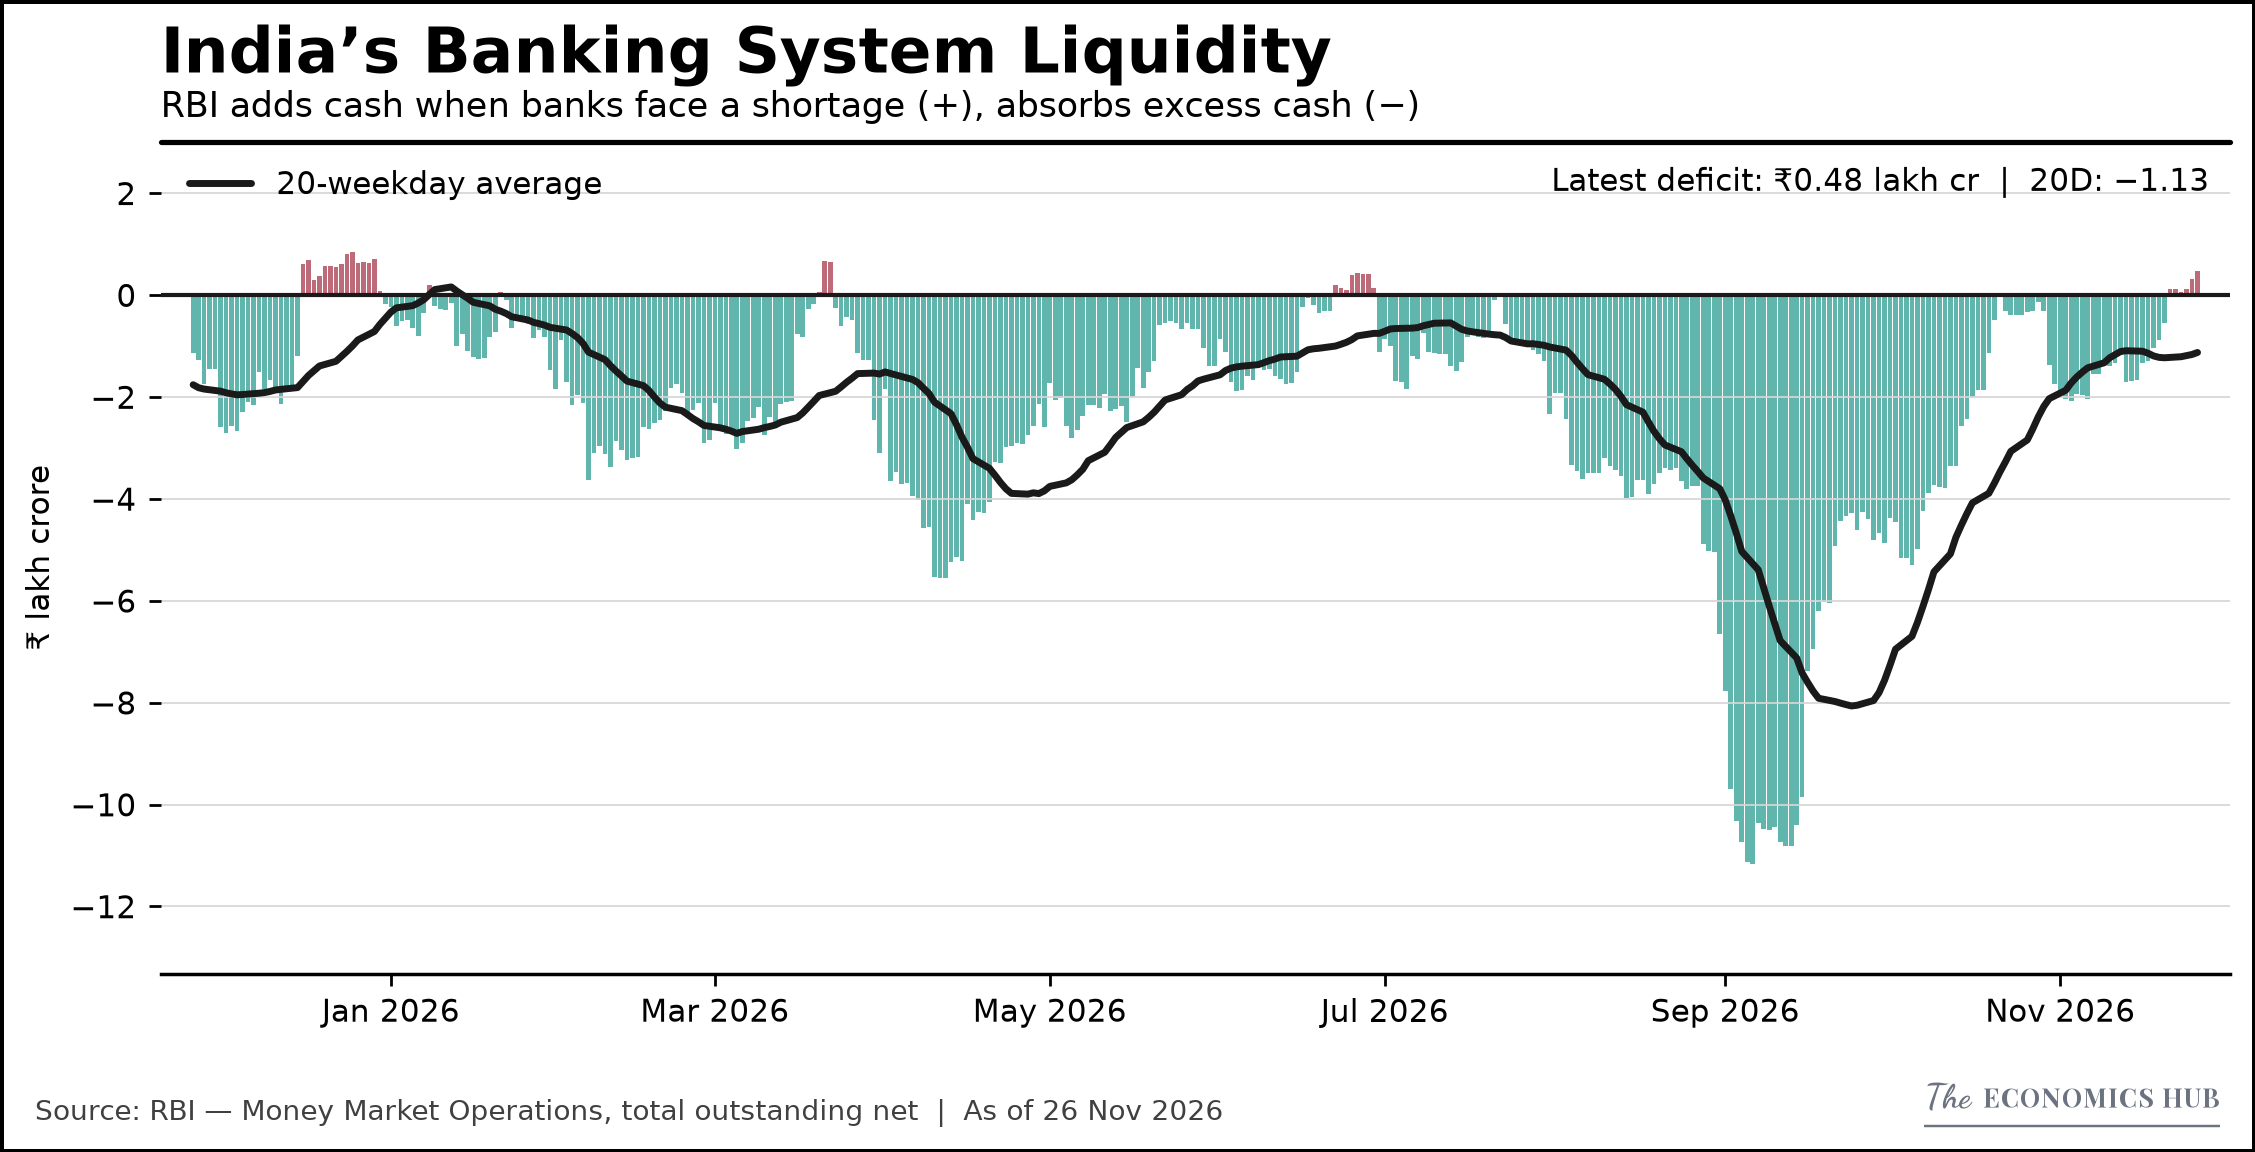 India’s Banking System Liquidity
RBI adds cash when banks face a shortage (+), absorbs excess cash (−)
20-weekday average
Latest deficit: ₹0.48 lakh cr | 20D: −1.13
₹ lakh crore
2
0
−2
−4
−6
−8
−10
−12
Jan 2026
Mar 2026
May 2026
Jul 2026
Sep 2026
Nov 2026
Source: RBI — Money Market Operations, total outstanding net | As of 26 Nov 2026
The ECONOMICS HUB